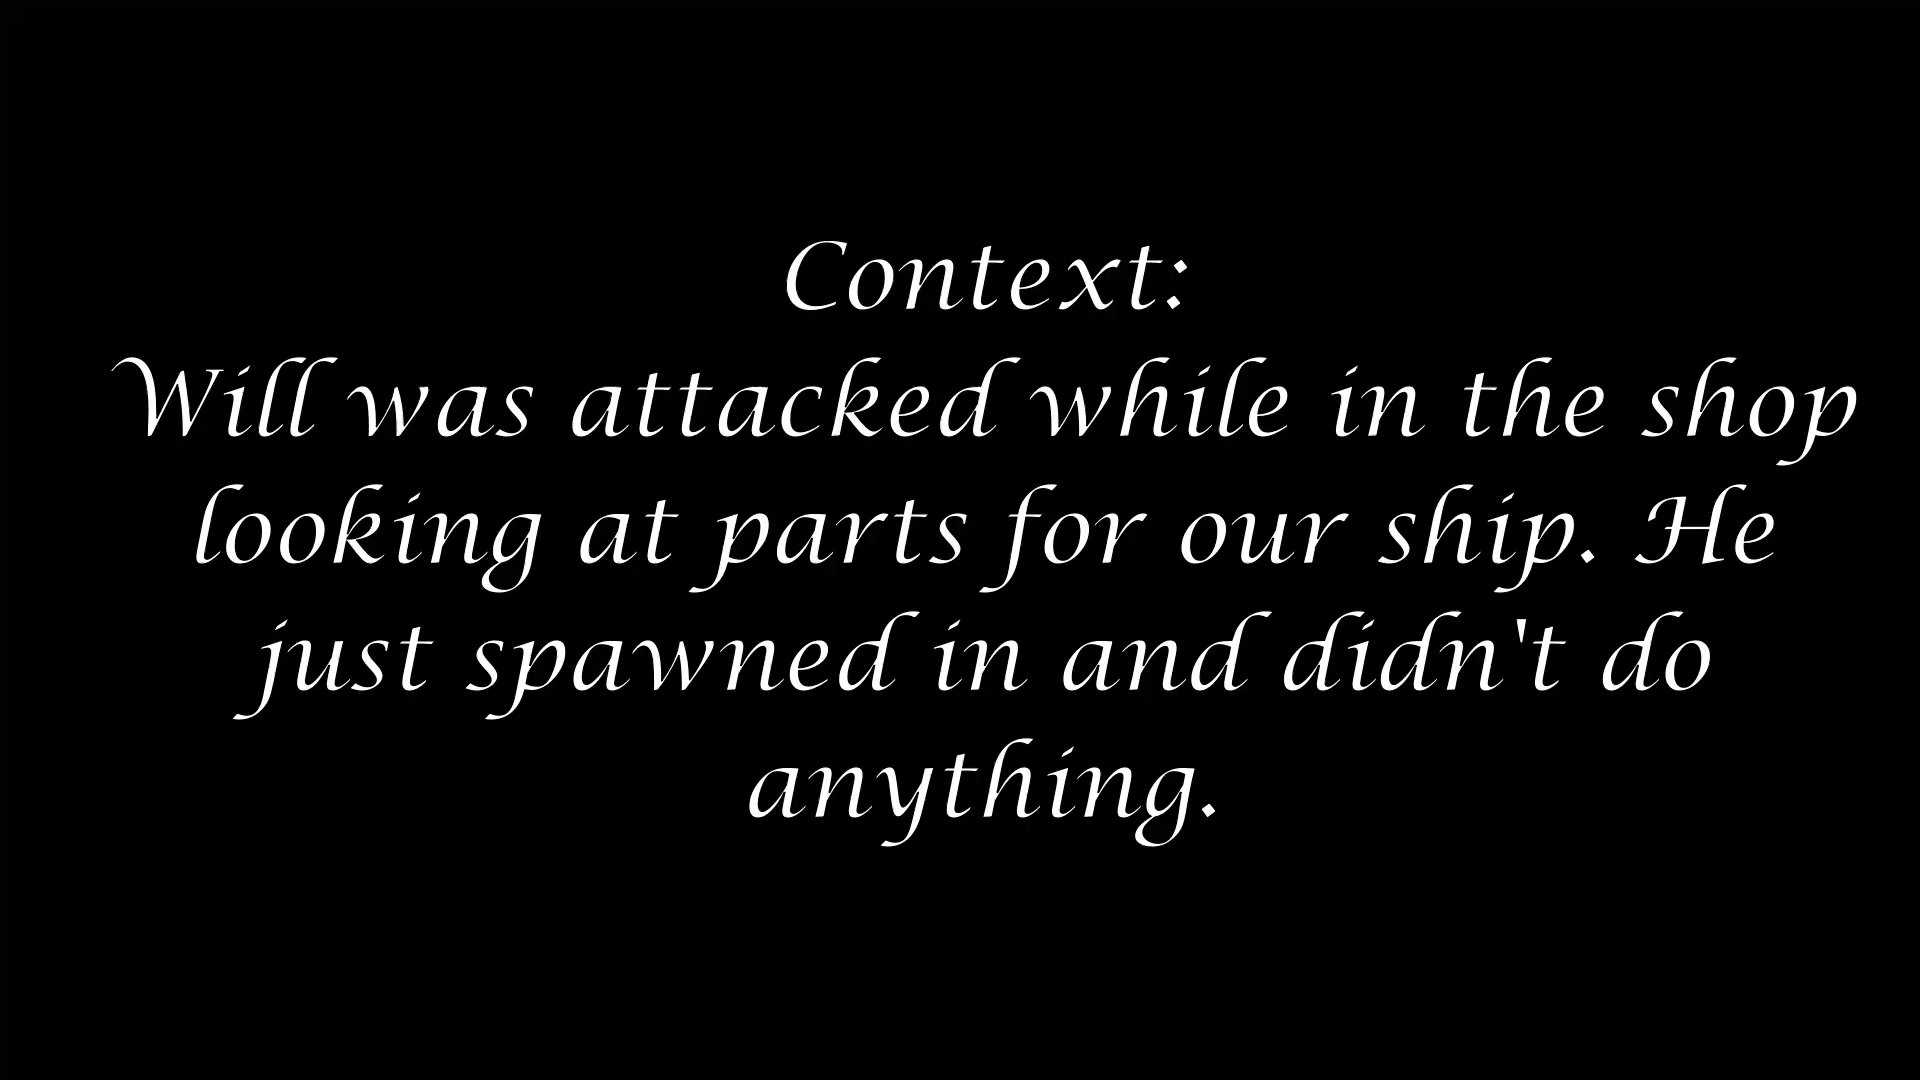 Context:
Will was attacked while in the shop
looking at parts for our ship. He
just spawned in and didn't do
anything.